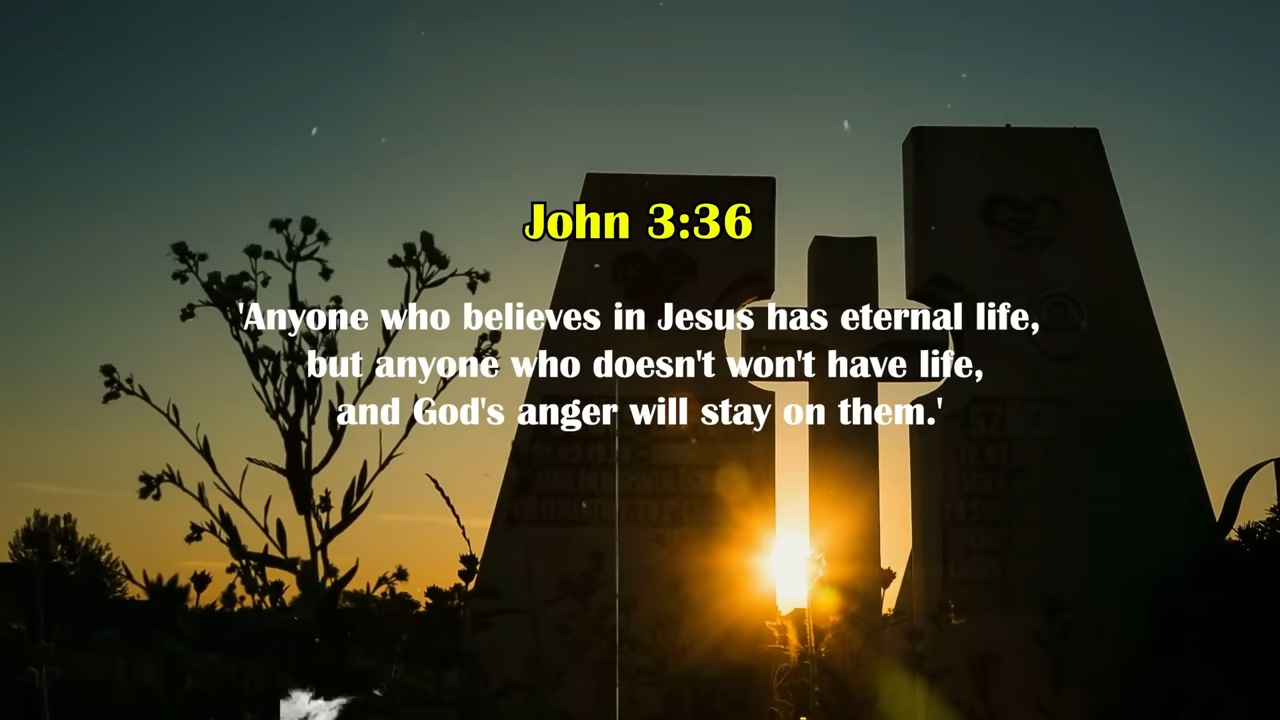 John 3:36
'Anyone who believes in Jesus has eternal life,
but anyone who doesn't won't have life,
and God's anger will stay on them.'